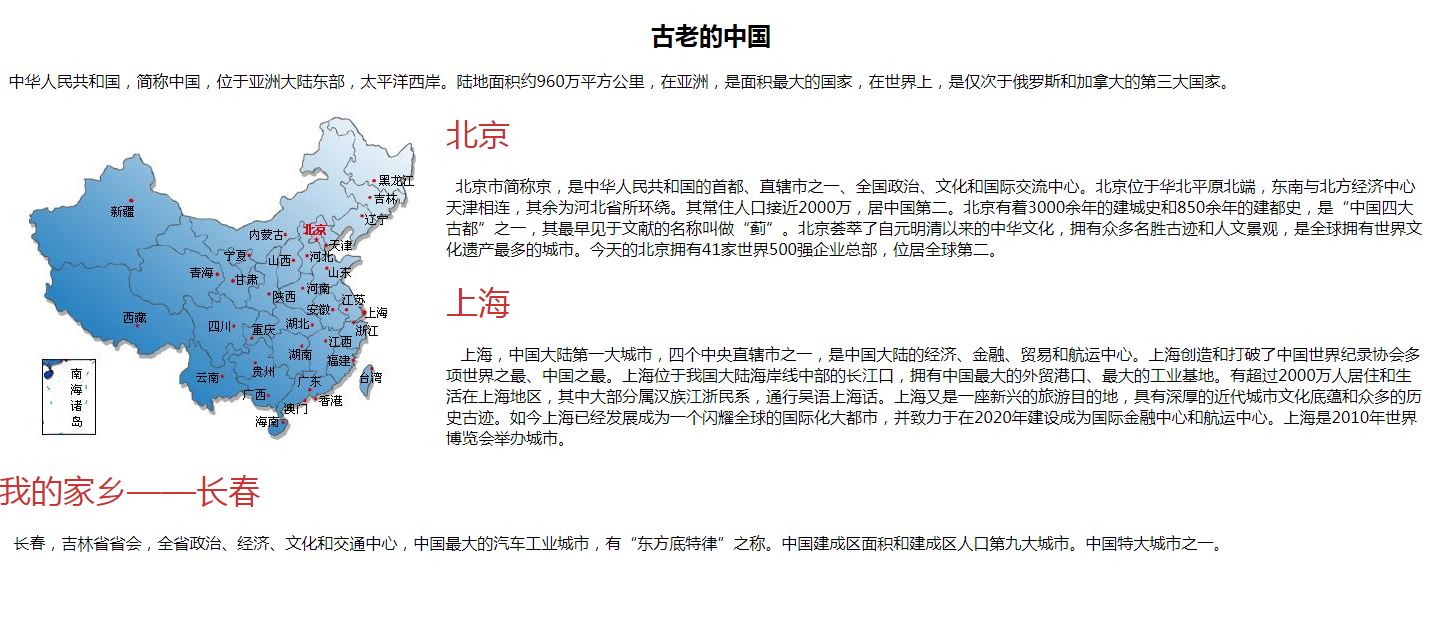 古老的中国
中华人民共和国，简称中国，位于亚洲大陆东部，太平洋西岸。陆地面积约960万平方公里，在亚洲，是面积最大的国家，在世界上，是仅次于俄罗斯和加拿大的第三大国家。
黑龙江
吉林
辽宁
新疆
内蒙古
北京
天津
宁夏
山西
河北
山东
青海
甘肃
陕西
河南
江苏
安徽
上海
西藏
四川
重庆
湖北
浙江
江西
湖南
福建
贵州
云南
广东
台湾
广西
澳门
香港
海南
南
海
诸
岛
北京
北京市简称京，是中华人民共和国的首都、直辖市之一、全国政治、文化和国际交流中心。北京位于华北平原北端，东南与北方经济中心
天津相连，其余为河北省所环绕。其常住人口接近2000万，居中国第二。北京有着3000余年的建城史和850余年的建都史，是“中国四大
古都”之一，其最早见于文献的名称叫做“蓟”。北京荟萃了自元明清以来的中华文化，拥有众多名胜古迹和人文景观，是全球拥有世界文
化遗产最多的城市。今天的北京拥有41家世界500强企业总部，位居全球第二。
上海
上海，中国大陆第一大城市，四个中央直辖市之一，是中国大陆的经济、金融、贸易和航运中心。上海创造和打破了中国世界纪录协会多
项世界之最、中国之最。上海位于我国大陆海岸线中部的长江口，拥有中国最大的外贸港口、最大的工业基地。有超过2000万人居住和生
活在上海地区，其中大部分属汉族江浙民系，通行吴语上海话。上海又是一座新兴的旅游目的地，具有深厚的近代城市文化底蕴和众多的历
史古迹。如今上海已经发展成为一个闪耀全球的国际化大都市，并致力于在2020年建设成为国际金融中心和航运中心。上海是2010年世界
博览会举办城市。
我的家乡——长春
长春，吉林省省会，全省政治、经济、文化和交通中心，中国最大的汽车工业城市，有“东方底特律”之称。中国建成区面积和建成区人口第九大城市。中国特大城市之一。